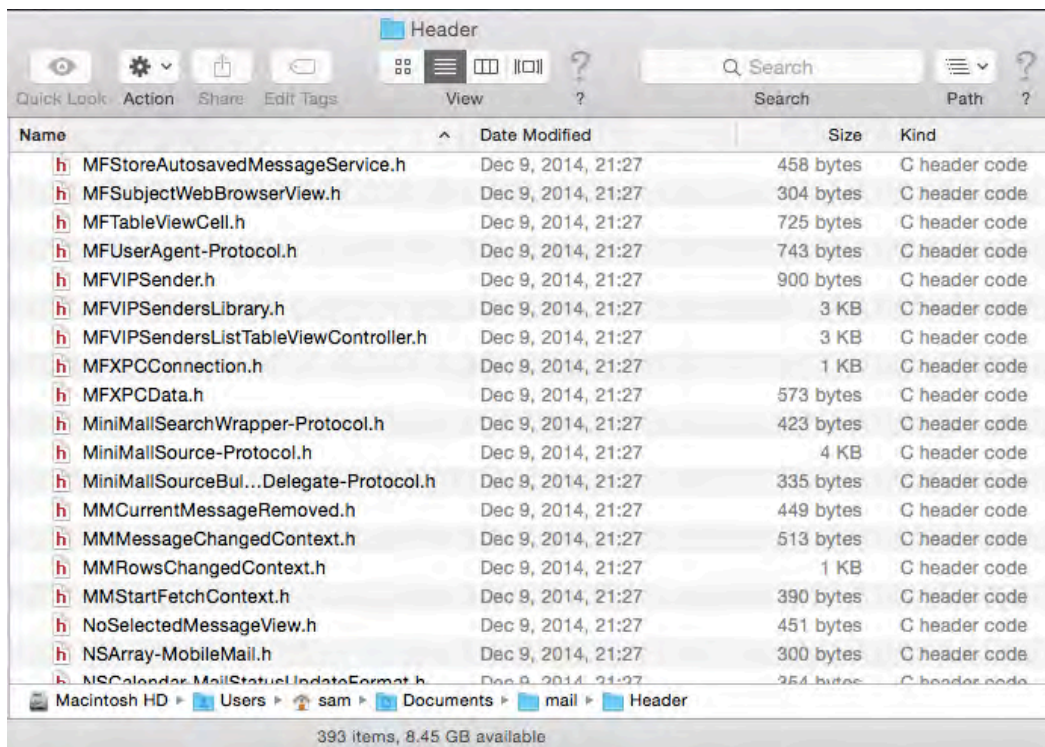 Header
Search
Quick Look Action Share Edit Tags View ? Search Path ?
Name Date Modified Size Kind
h MFStoreAutosavedMessageService.h Dec 9, 2014, 21:27 458 bytes C header code
h MFSubjectWebBrowserView.h Dec 9, 2014, 21:27 304 bytes C header code
h MFTableViewCell.h Dec 9, 2014, 21:27 725 bytes C header code
h MFUserAgent-Protocol.h Dec 9, 2014, 21:27 743 bytes C header code
h MFVIPSender.h Dec 9, 2014, 21:27 900 bytes C header code
h MFVIPSendersLibrary.h Dec 9, 2014, 21:27 3 KB C header code
h MFVIPSendersListTableViewController.h Dec 9, 2014, 21:27 3 KB C header code
h MFXPCConnection.h Dec 9, 2014, 21:27 1 KB C header code
h MFXPCData.h Dec 9, 2014, 21:27 573 bytes C header code
h MiniMallSearchWrapper-Protocol.h Dec 9, 2014, 21:27 423 bytes C header code
h MiniMallSource-Protocol.h Dec 9, 2014, 21:27 4 KB C header code
h MiniMallSourceBul...Delegate-Protocol.h Dec 9, 2014, 21:27 335 bytes C header code
h MMCurrentMessageRemoved.h Dec 9, 2014, 21:27 449 bytes C header code
h MMMessageChangedContext.h Dec 9, 2014, 21:27 513 bytes C header code
h MMRowsChangedContext.h Dec 9, 2014, 21:27 1 KB C header code
h MMStartFetchContext.h Dec 9, 2014, 21:27 390 bytes C header code
h NoSelectedMessageView.h Dec 9, 2014, 21:27 451 bytes C header code
h NSArray-MobileMail.h Dec 9, 2014, 21:27 300 bytes C header code
h NSCalendar-MailStatusUpdateFormat.h Dec 9, 2014, 21:27 354 bytes C header code
Macintosh HD Users sam Documents mail Header
393 items, 8.45 GB available